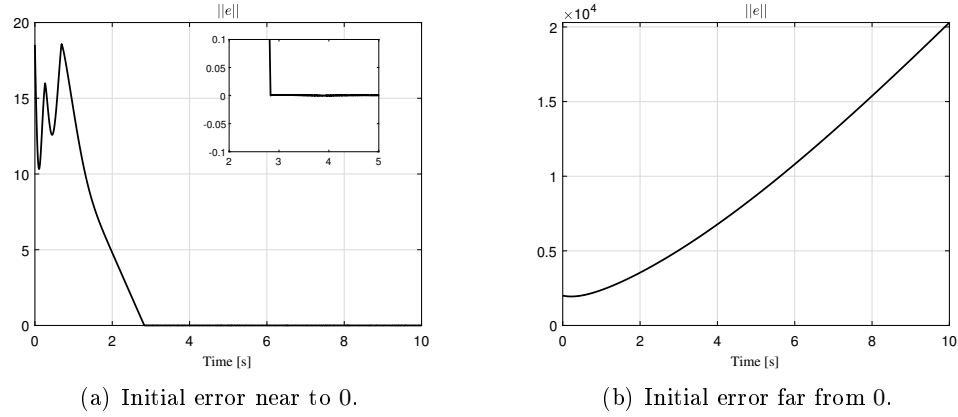 ||e||
20
15
10
5
0
0 2 4 6 8 10
Time [s]
0.1
0.05
0
-0.05
-0.1
2 3 4 5
(a) Initial error near to 0.
||e||
×10⁴
2
1.5
1
0.5
0
0 2 4 6 8 10
Time [s]
(b) Initial error far from 0.